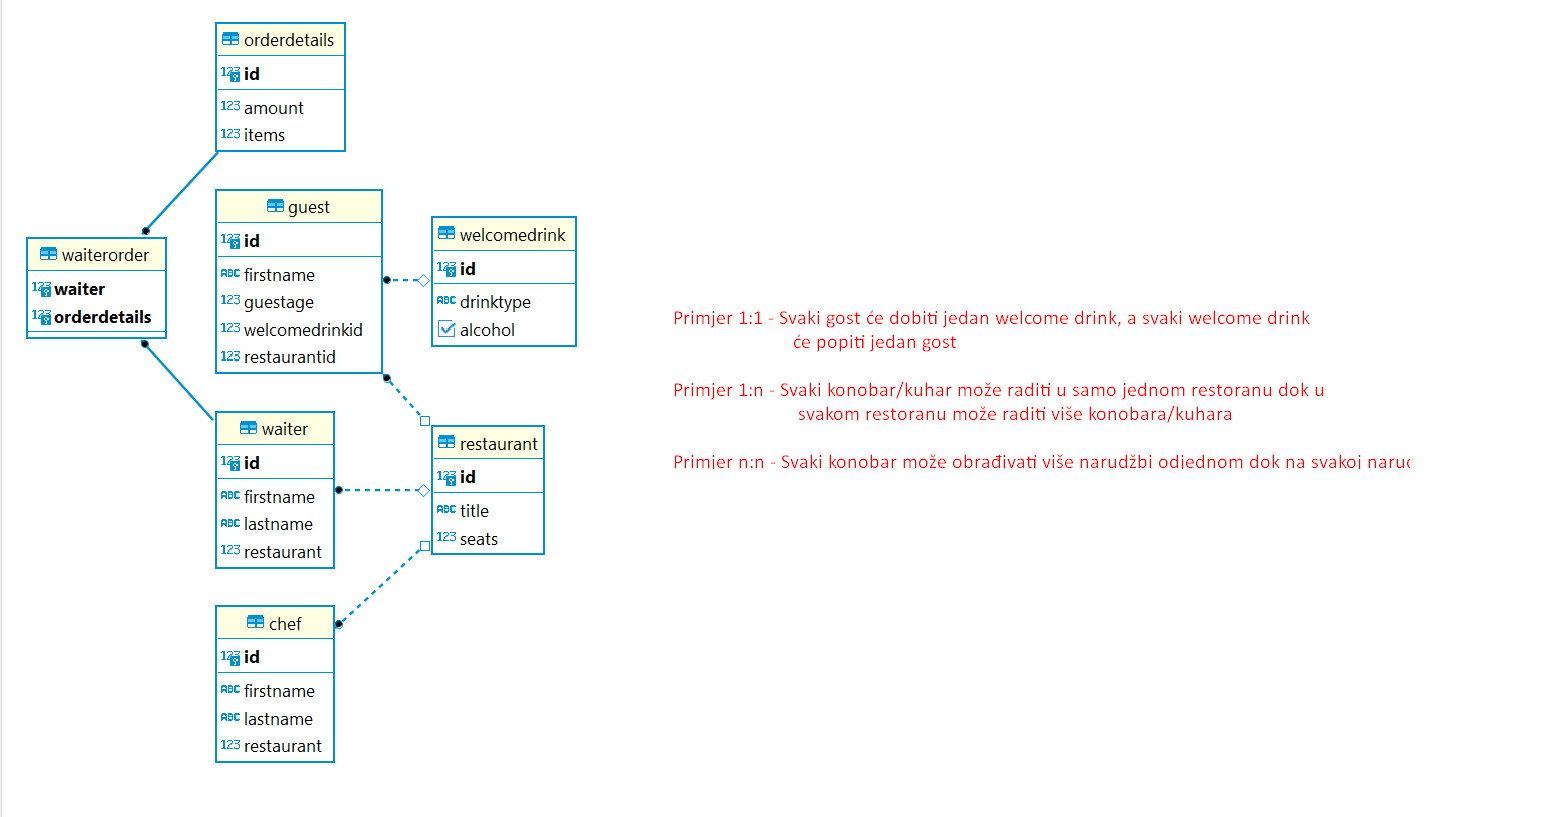 orderdetails
id
amount
items
guest
id
firstname
guestage
welcomedrinkid
restaurantid
welcomedrink
id
drinktype
alcohol
waiterorder
waiter
orderdetails
waiter
id
firstname
lastname
restaurant
restaurant
id
title
seats
chef
id
firstname
lastname
restaurant
Primjer 1:1 - Svaki gost će dobiti jedan welcome drink, a svaki welcome drink
će popiti jedan gost
Primjer 1:n - Svaki konobar/kuhar može raditi u samo jednom restoranu dok u
svakom restoranu može raditi više konobara/kuhara
Primjer n:n - Svaki konobar može obrađivati više narudžbi odjednom dok na svakoj